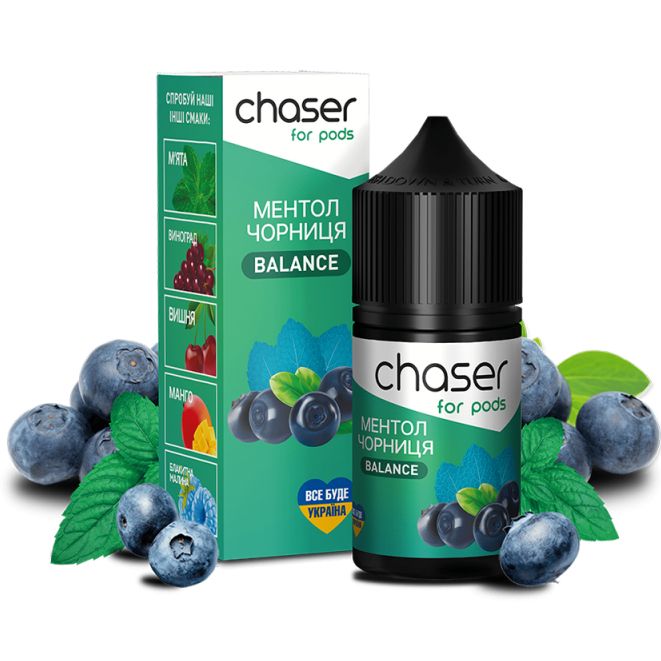 СПРОБУЙ НАШІ
ІНШІ СМАКИ:
М'ЯТА
ВИНОГРАД
ВИШНЯ
МАНГО
БЛАКИТНА
МАЛИНА
chaser
for pods
МЕНТОЛ
ЧОРНИЦЯ
BALANCE
ВСЕ БУДЕ
УКРАЇНА
chaser
for pods
МЕНТОЛ
ЧОРНИЦЯ
BALANCE